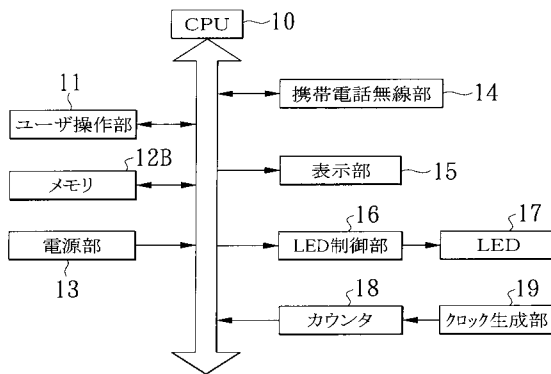 CPU
10
11
ユーザ操作部
携帯電話無線部
14
12B
メモリ
表示部
15
電源部
13
16
LED制御部
17
LED
18
カウンタ
19
クロック生成部